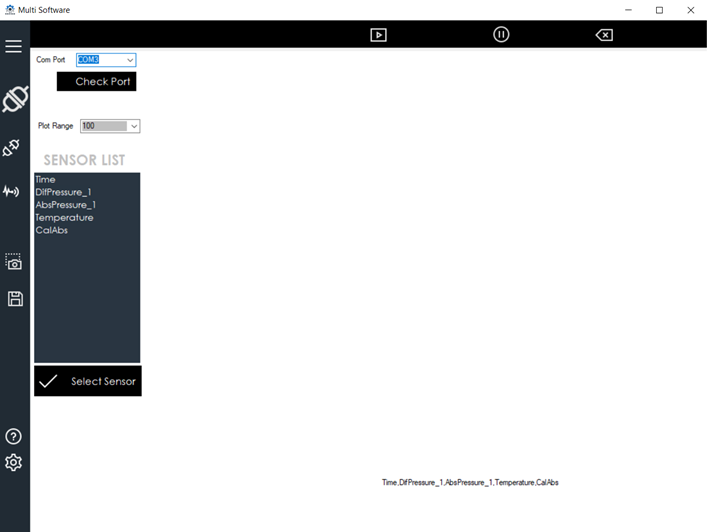 Multi Software
Com Port COM3
Check Port
Plot Range 100
SENSOR LIST
Time
DifPressure_1
AbsPressure_1
Temperature
CalAbs
Select Sensor
Time,DifPressure_1,AbsPressure_1,Temperature,CalAbs